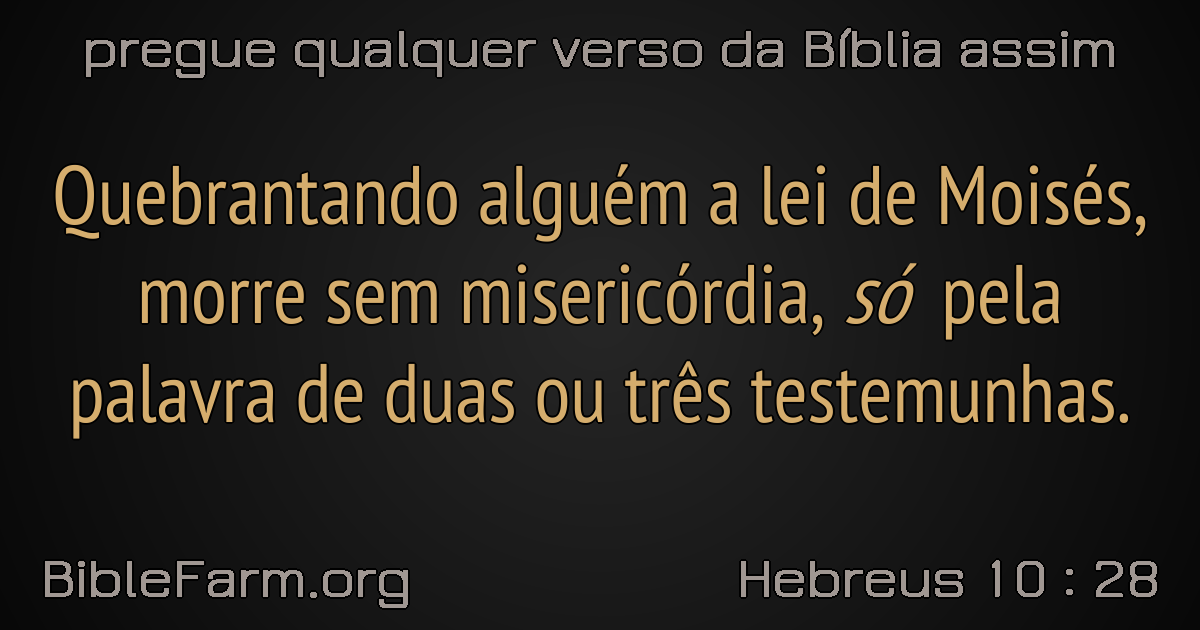 pregue qualquer verso da Bíblia assim
Quebrantando alguém a lei de Moisés,
morre sem misericórdia, só pela
palavra de duas ou três testemunhas.
BibleFarm.org
Hebreus 10 : 28